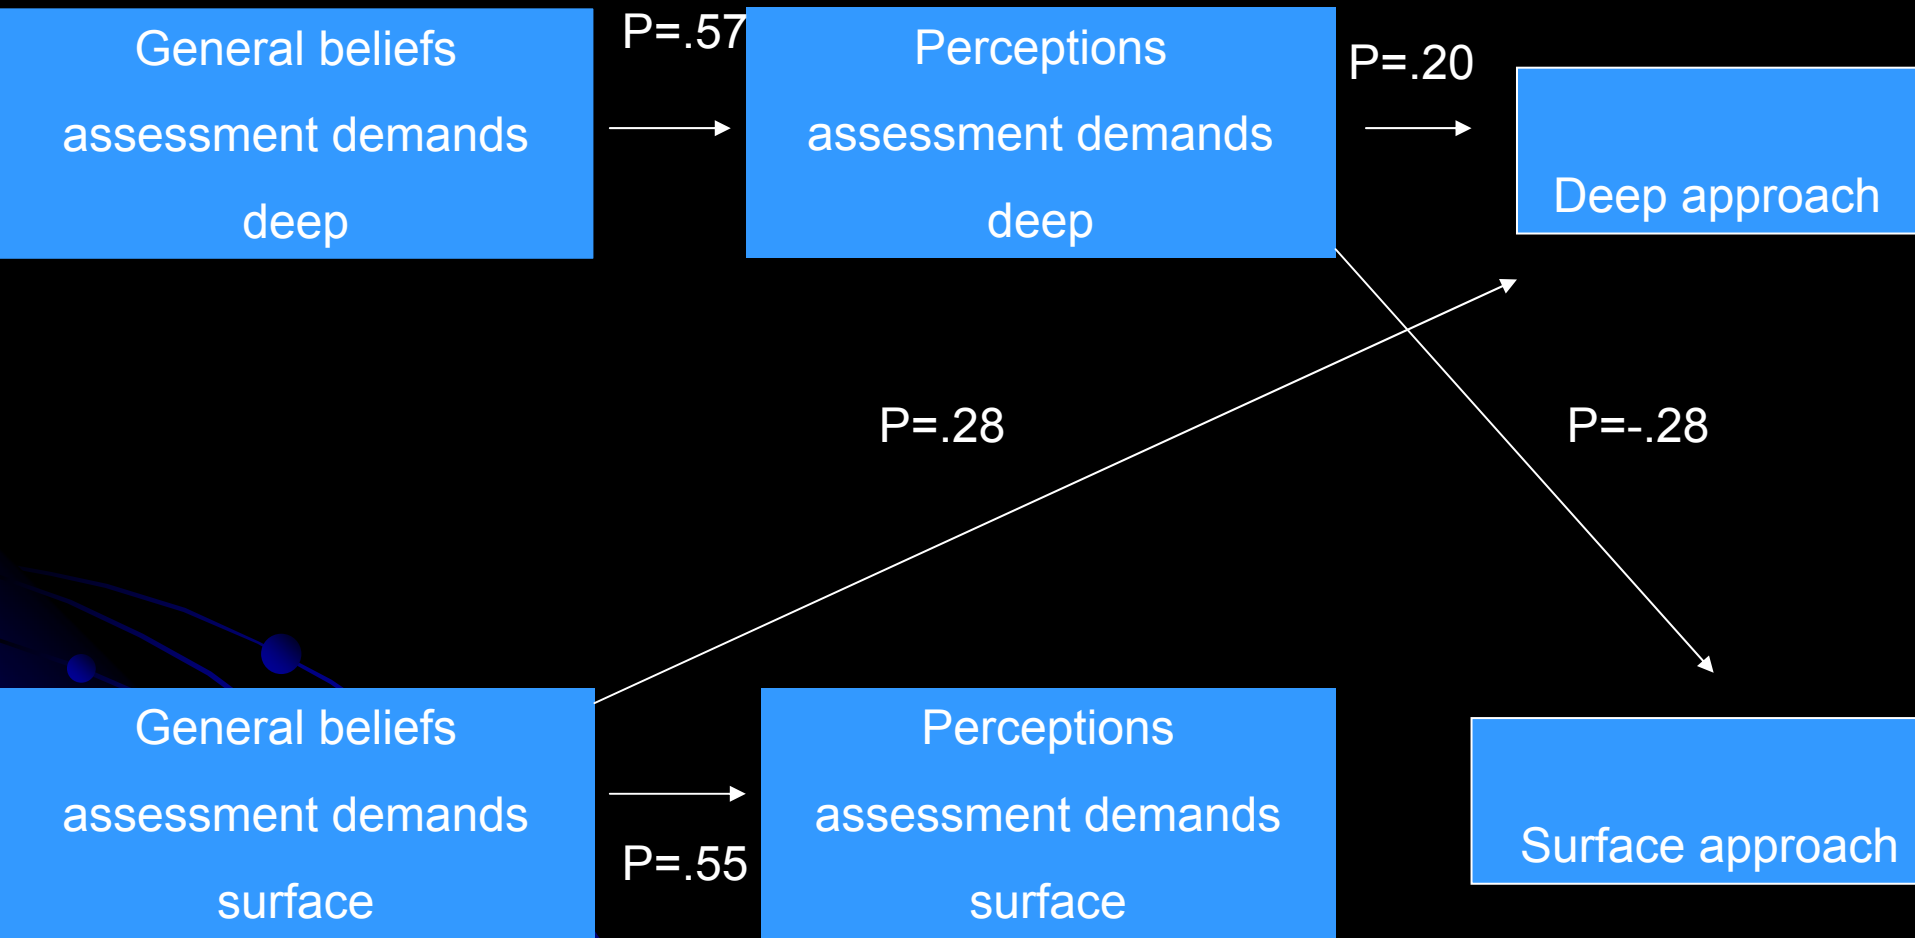 General beliefs
assessment demands
deep
P=.57
Perceptions
assessment demands
deep
P=.20
Deep approach
P=.28
P=-.28
General beliefs
assessment demands
surface
P=.55
Perceptions
assessment demands
surface
Surface approach